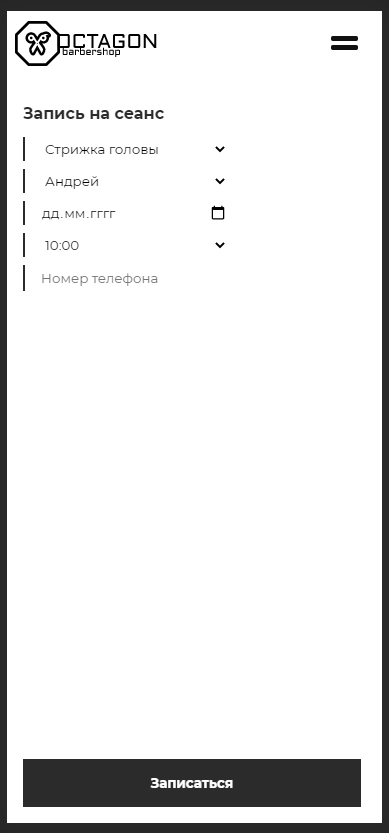 OCTAGON
barbershop
Запись на сеанс
Стрижка головы
Андрей
дд.мм.гггг
10:00
Номер телефона
Записаться